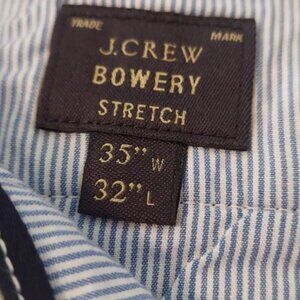 TRADE MARK
J.CREW
BOWERY
STRETCH
35" W
32" L